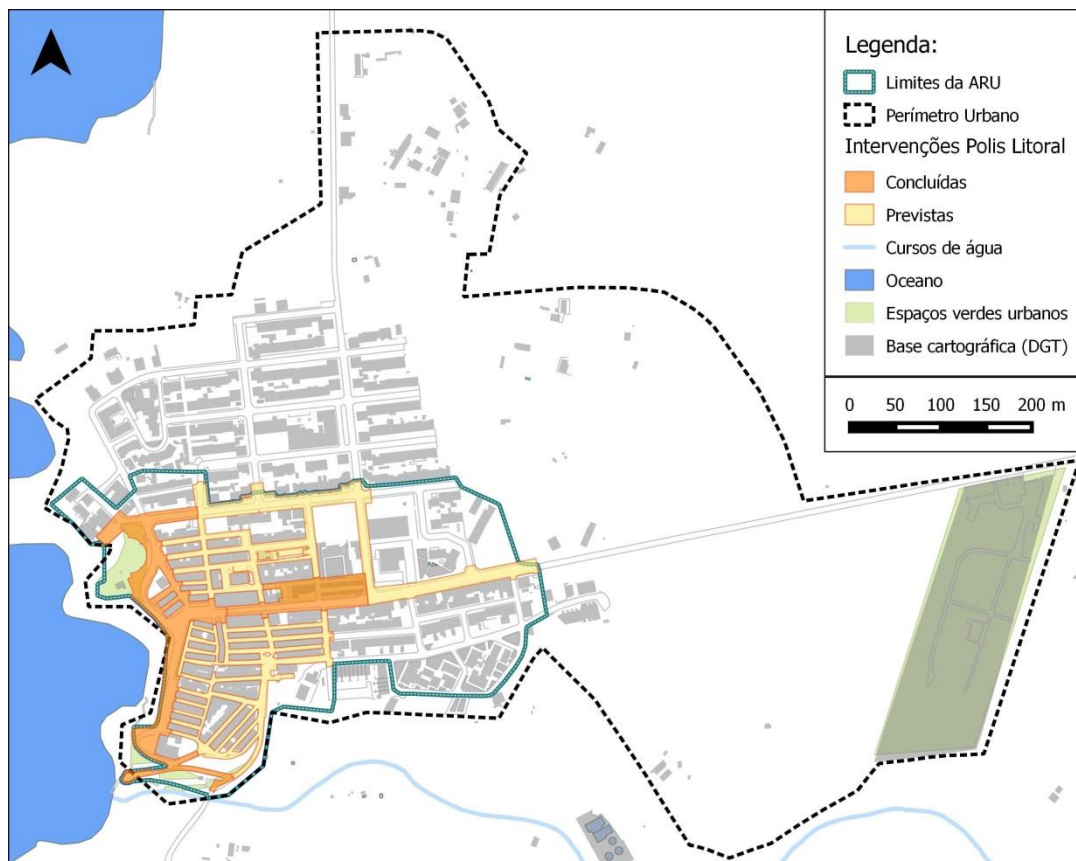 Legenda:
Limites da ARU
Perímetro Urbano
Intervenções Polis Litoral
Concluídas
Previstas
Cursos de água
Oceano
Espaços verdes urbanos
Base cartográfica (DGT)
0 50 100 150 200 m